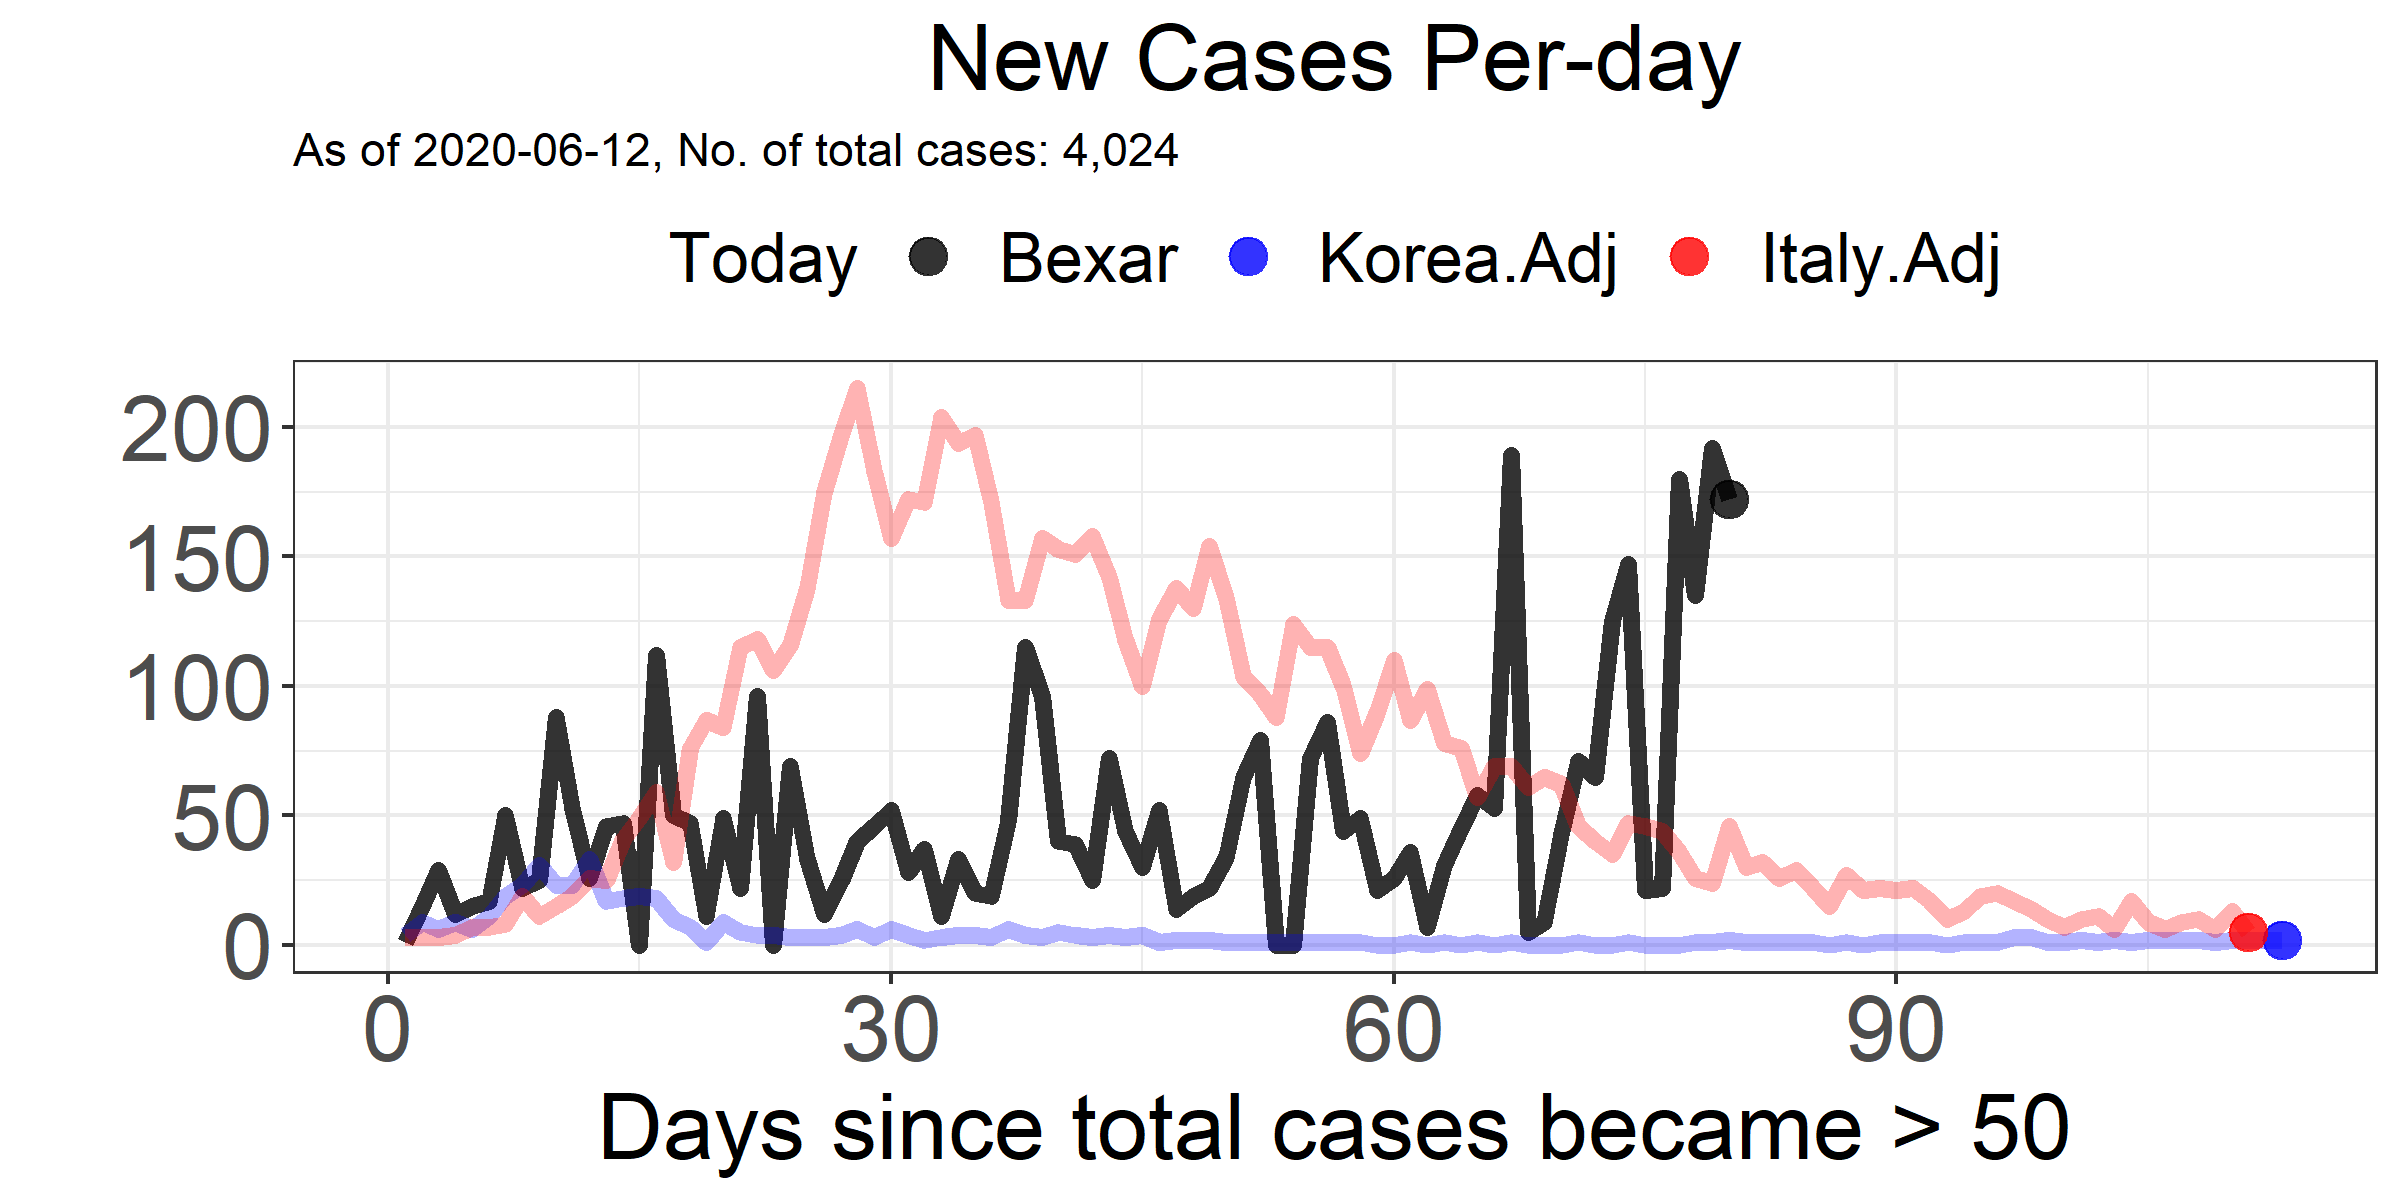 New Cases Per-day
As of 2020-06-12, No. of total cases: 4,024
Today Bexar Korea.Adj Italy.Adj
200
150
100
50
0
0 30 60 90
Days since total cases became > 50